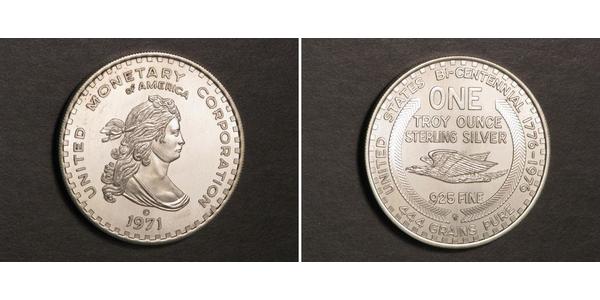 UNITED MONETARY CORPORATION
of AMERICA
©
1971
UNITED STATES BI-CENTENNIAL 1776-1976
ONE
TROY OUNCE
STERLING SILVER
.925 FINE
444 GRAINS PURE